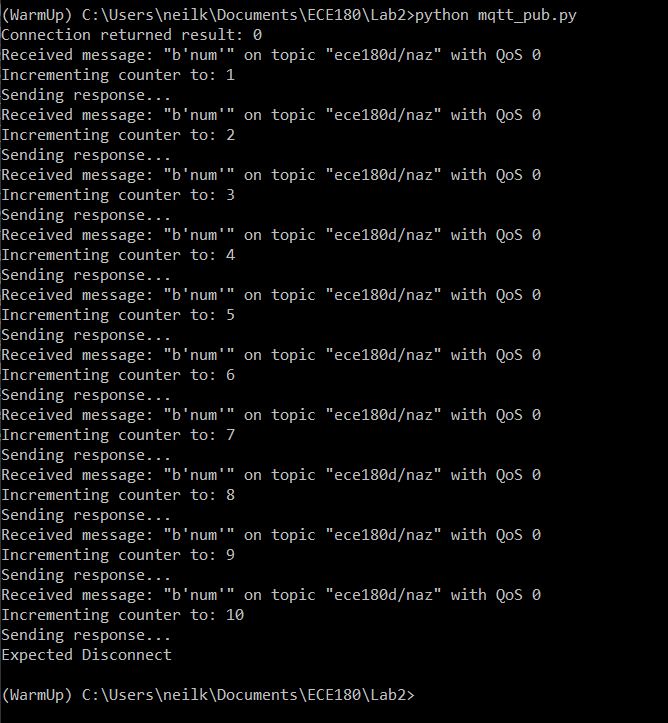 (WarmUp) C:\Users\neilk\Documents\ECE180\Lab2>python mqtt_pub.py
Connection returned result: 0
Received message: "b'num'" on topic "ece180d/naz" with QoS 0
Incrementing counter to: 1
Sending response...
Received message: "b'num'" on topic "ece180d/naz" with QoS 0
Incrementing counter to: 2
Sending response...
Received message: "b'num'" on topic "ece180d/naz" with QoS 0
Incrementing counter to: 3
Sending response...
Received message: "b'num'" on topic "ece180d/naz" with QoS 0
Incrementing counter to: 4
Sending response...
Received message: "b'num'" on topic "ece180d/naz" with QoS 0
Incrementing counter to: 5
Sending response...
Received message: "b'num'" on topic "ece180d/naz" with QoS 0
Incrementing counter to: 6
Sending response...
Received message: "b'num'" on topic "ece180d/naz" with QoS 0
Incrementing counter to: 7
Sending response...
Received message: "b'num'" on topic "ece180d/naz" with QoS 0
Incrementing counter to: 8
Sending response...
Received message: "b'num'" on topic "ece180d/naz" with QoS 0
Incrementing counter to: 9
Sending response...
Received message: "b'num'" on topic "ece180d/naz" with QoS 0
Incrementing counter to: 10
Sending response...
Expected Disconnect
(WarmUp) C:\Users\neilk\Documents\ECE180\Lab2>